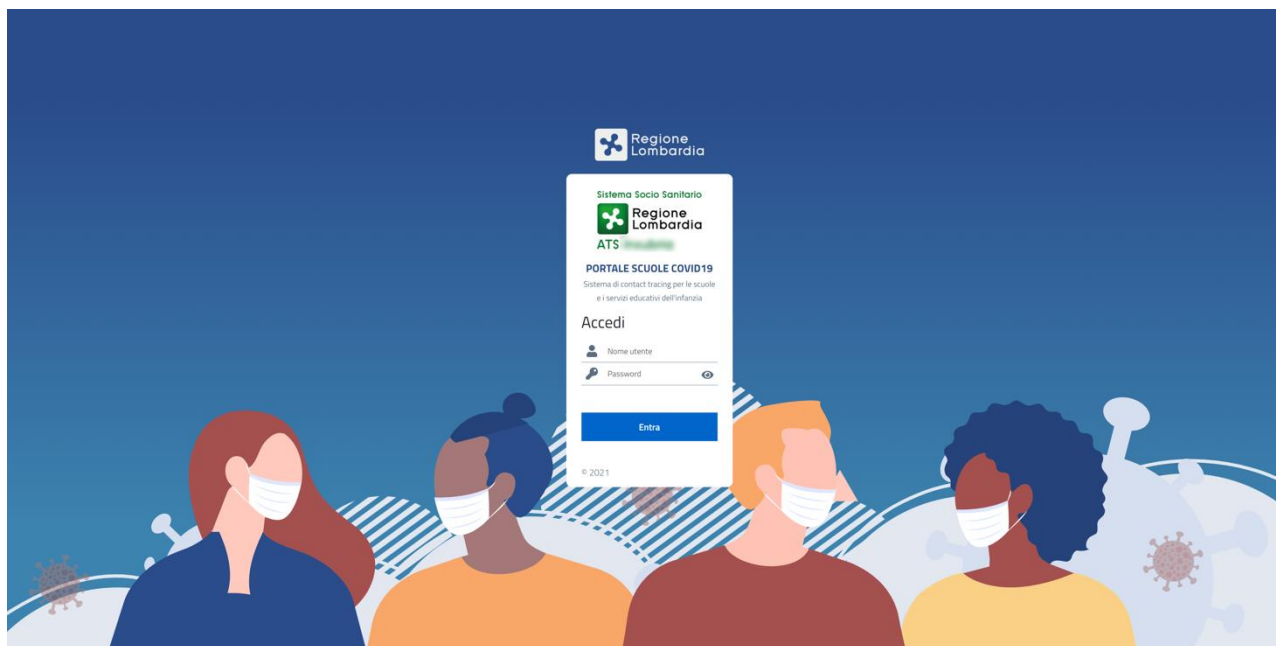 Regione
Lombardia
Sistema Socio Sanitario
Regione
Lombardia
ATS
PORTALE SCUOLE COVID19
Sistema di contact tracing per le scuole
e i servizi educativi dell'infanzia
Accedi
Nome utente
Password
Entra
© 2021